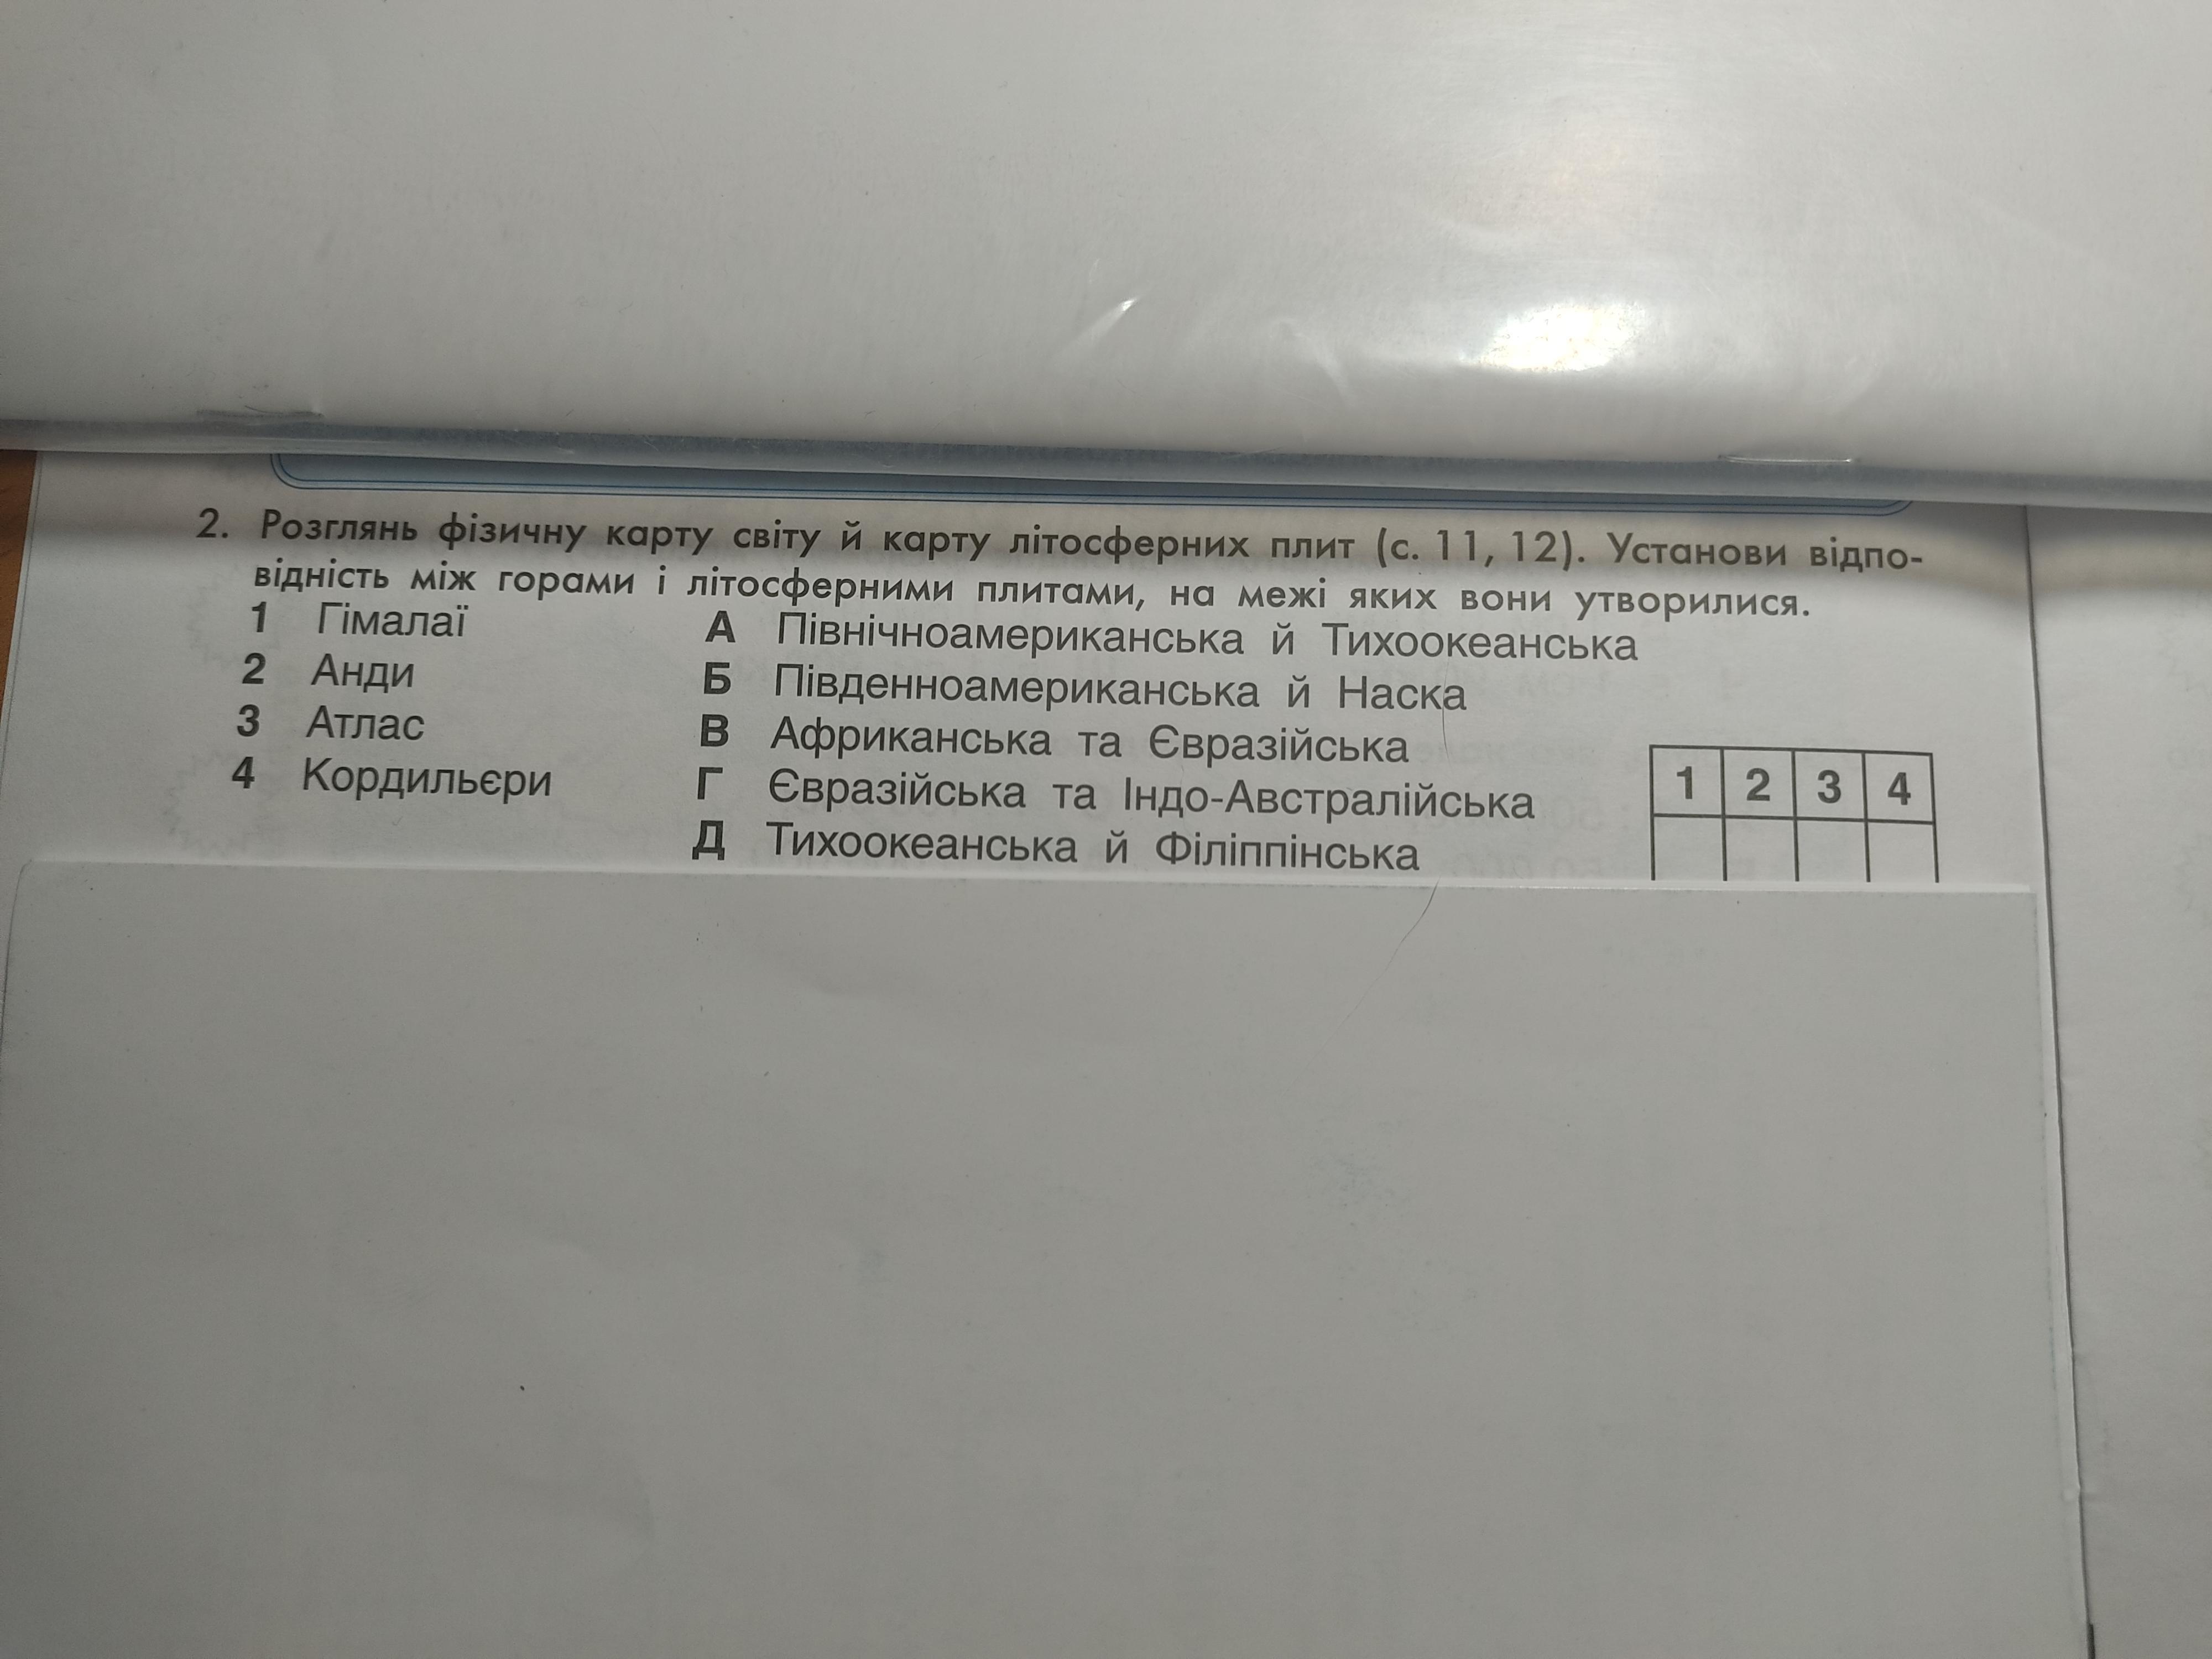 2. Розглянь фізичну карту світу й карту літосферних плит (с. 11, 12). Установи відпо-
відність між горами і літосферними плитами, на межі яких вони утворилися.
1 Гімалаї
2 Анди
3 Атлас
4 Кордильєри
А Північноамериканська й Тихоокеанська
Б Південноамериканська й Наска
В Африканська та Євразійська
Г Євразійська та Індо-Австралійська
Д Тихоокеанська й Філіппінська
1 2 3 4